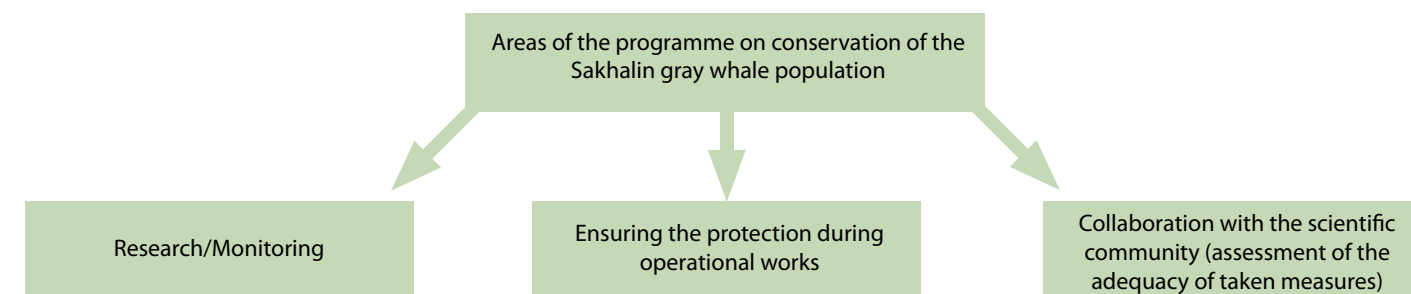 Areas of the programme on conservation of the
Sakhalin gray whale population
Research/Monitoring
Ensuring the protection during
operational works
Collaboration with the scientific
community (assessment of the
adequacy of taken measures)